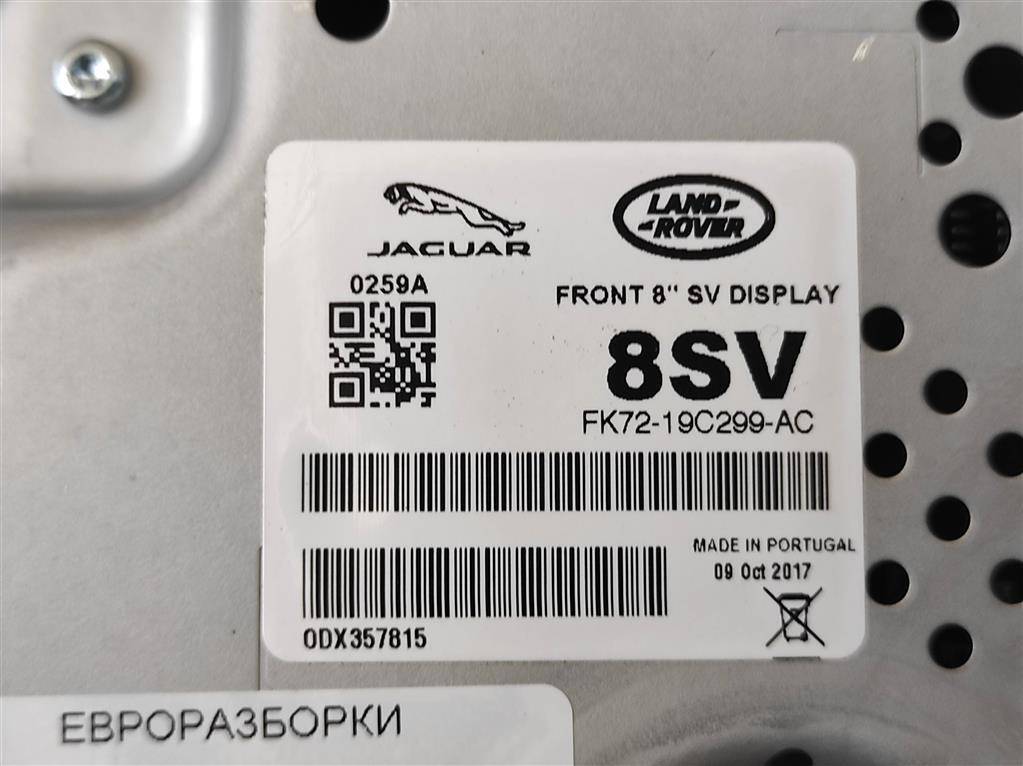 JAGUAR
LAND
ROVER
0259A
FRONT 8" SV DISPLAY
8SV
FK72-19C299-AC
MADE IN PORTUGAL
09 Oct 2017
0DX357815
ЕВРОРАЗБОРКИ